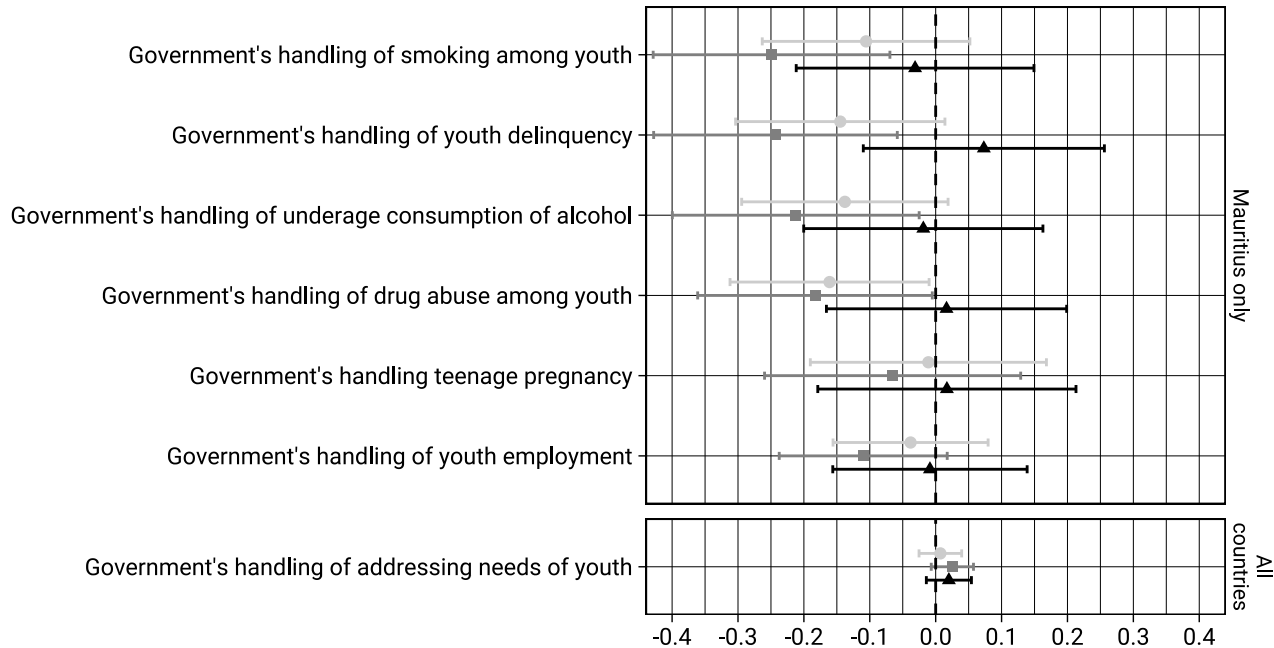 Government's handling of smoking among youth
Government's handling of youth delinquency
Government's handling of underage consumption of alcohol
Government's handling of drug abuse among youth
Government's handling teenage pregnancy
Government's handling of youth employment
Mauritius only
Government's handling of addressing needs of youth
All
countries
-0.4 -0.3 -0.2 -0.1 0.0 0.1 0.2 0.3 0.4